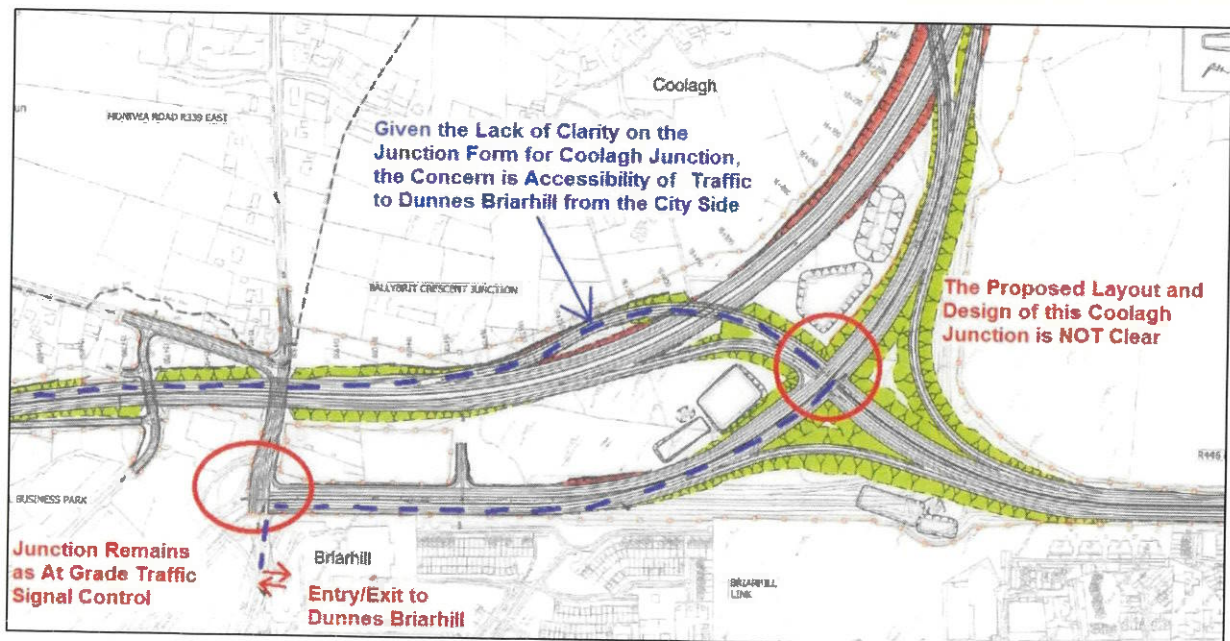 Coolagh
MONIVEA ROAD R339 EAST
Given the Lack of Clarity on the
Junction Form for Coolagh Junction,
the Concern is Accessibility of Traffic
to Dunnes Briarhill from the City Side
BALLYBRIT CRESCENT JUNCTION
The Proposed Layout and
Design of this Coolagh
Junction is NOT Clear
R446
L BUSINESS PARK
Junction Remains
as At Grade Traffic
Signal Control
Briarhill
Entry/Exit to
Dunnes Briarhill
BRIARHILL
LINK